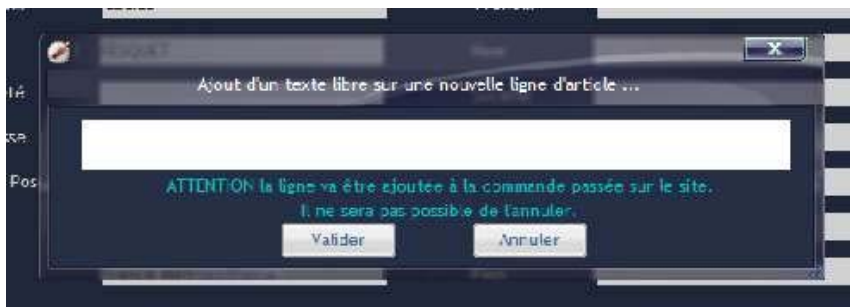 Ajout d'un texte libre sur une nouvelle ligne d'article ...
ATTENTION la ligne va être ajoutée à la commande passée sur le site.
Il ne sera pas possible de l'annuler.
Valider
Annuler
X
Pos